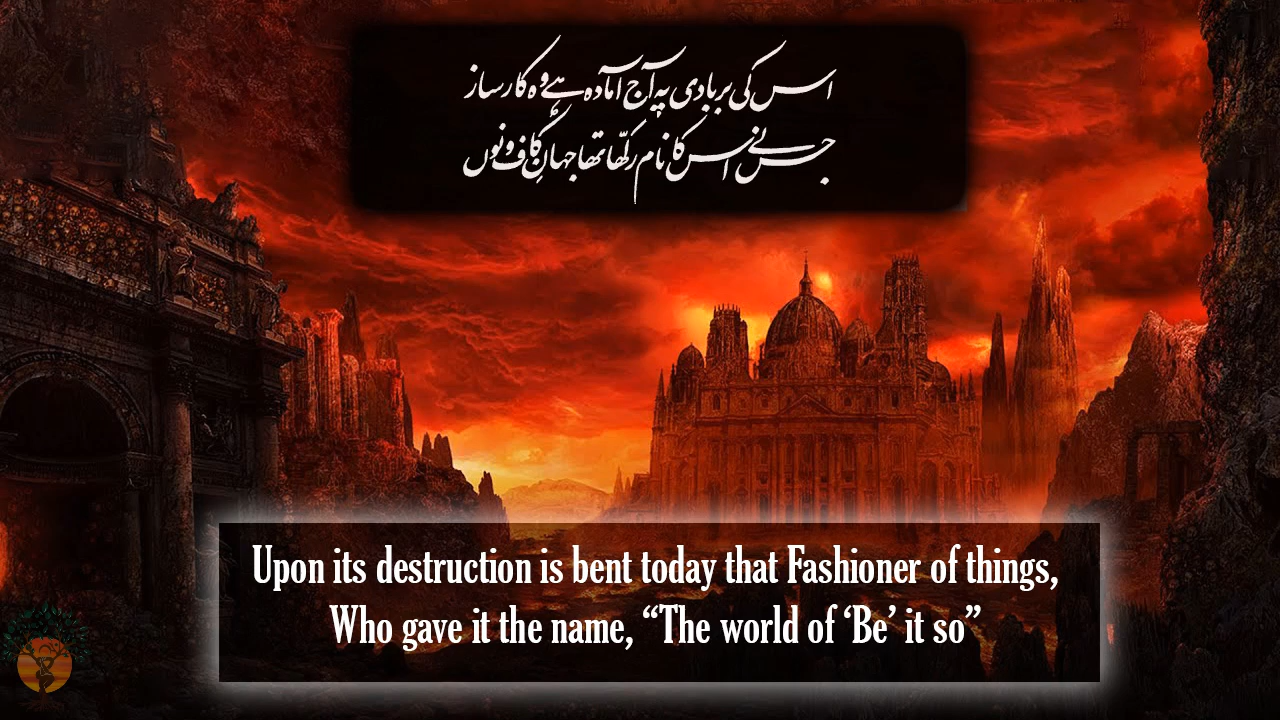 اس کی بربادی پہ آج آمادہ ہے وہ کارساز
جس نے اس کا نام رکھّا تھا جہانِ کاف و نوں
Upon its destruction is bent today that Fashioner of things,
Who gave it the name, “The world of ‘Be’ it so”